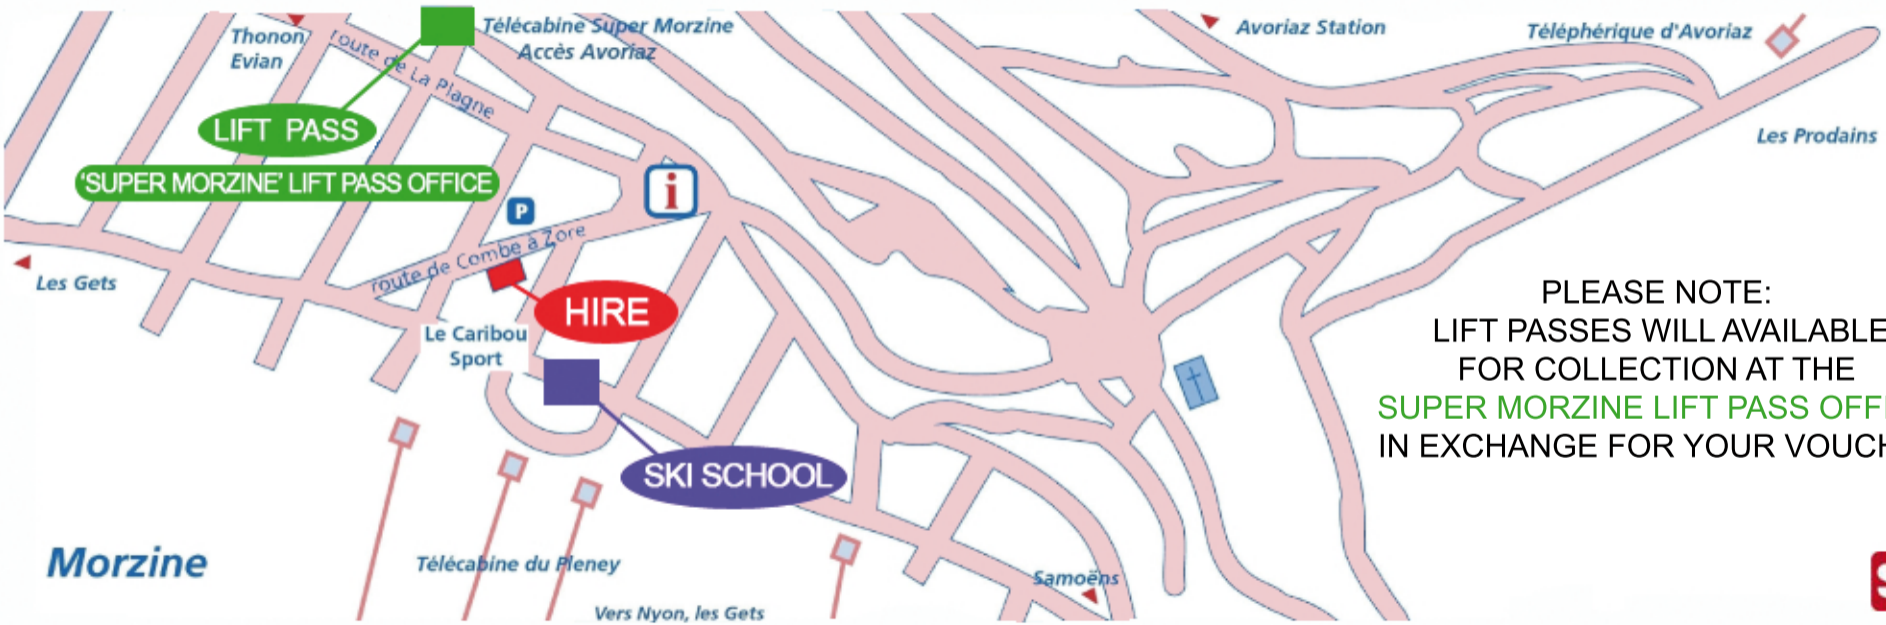 Thonon
Evian
route de La Plagne
Télécabine Super Morzine
Accès Avoriaz
Avoriaz Station
Téléphérique d'Avoriaz
Les Prodains
LIFT PASS
'SUPER MORZINE' LIFT PASS OFFICE
P
i
route de Combe à Zore
Les Gets
HIRE
Le Caribou
Sport
SKI SCHOOL
PLEASE NOTE:
LIFT PASSES WILL AVAILABLE
FOR COLLECTION AT THE
SUPER MORZINE LIFT PASS
IN EXCHANGE FOR YOUR
Morzine
Télécabine du Pleney
Vers Nyon, les Gets
Samoëns